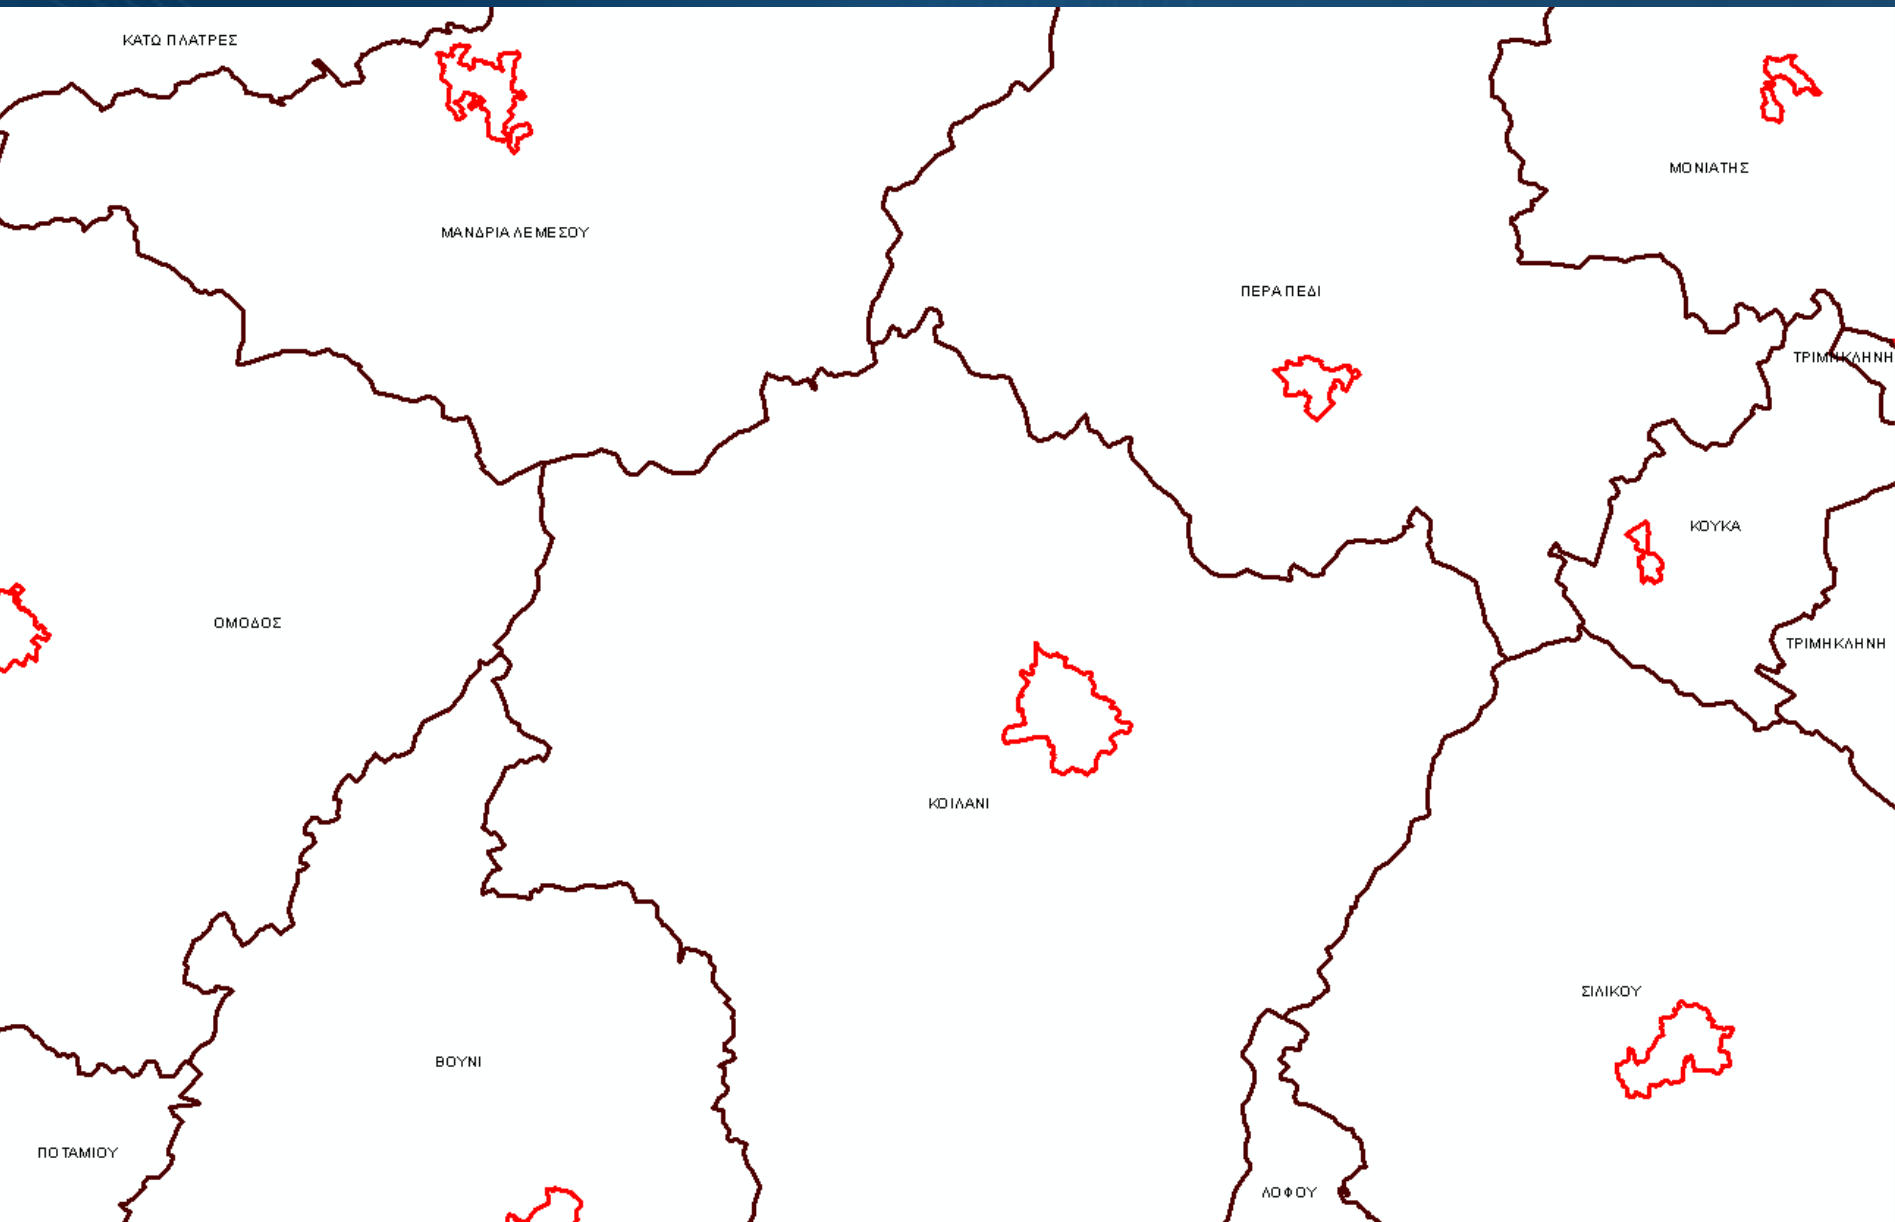 ΚΑΤΩ ΠΛΑΤΡΕΣ
ΜΟΝΙΑΤΗΣ
ΜΑΝΔΡΙΑ ΛΕΜΕΣΟΥ
ΠΕΡΑ ΠΕΔΙ
ΤΡΙΜΗΚΛΗΝΗ
ΚΟΥΚΑ
ΟΜΟΔΟΣ
ΤΡΙΜΗΚΛΗΝΗ
ΚΟΙΛΑΝΙ
ΣΙΛΙΚΟΥ
ΒΟΥΝΙ
ΠΟΤΑΜΙΟΥ
ΛΟΦΟΥ